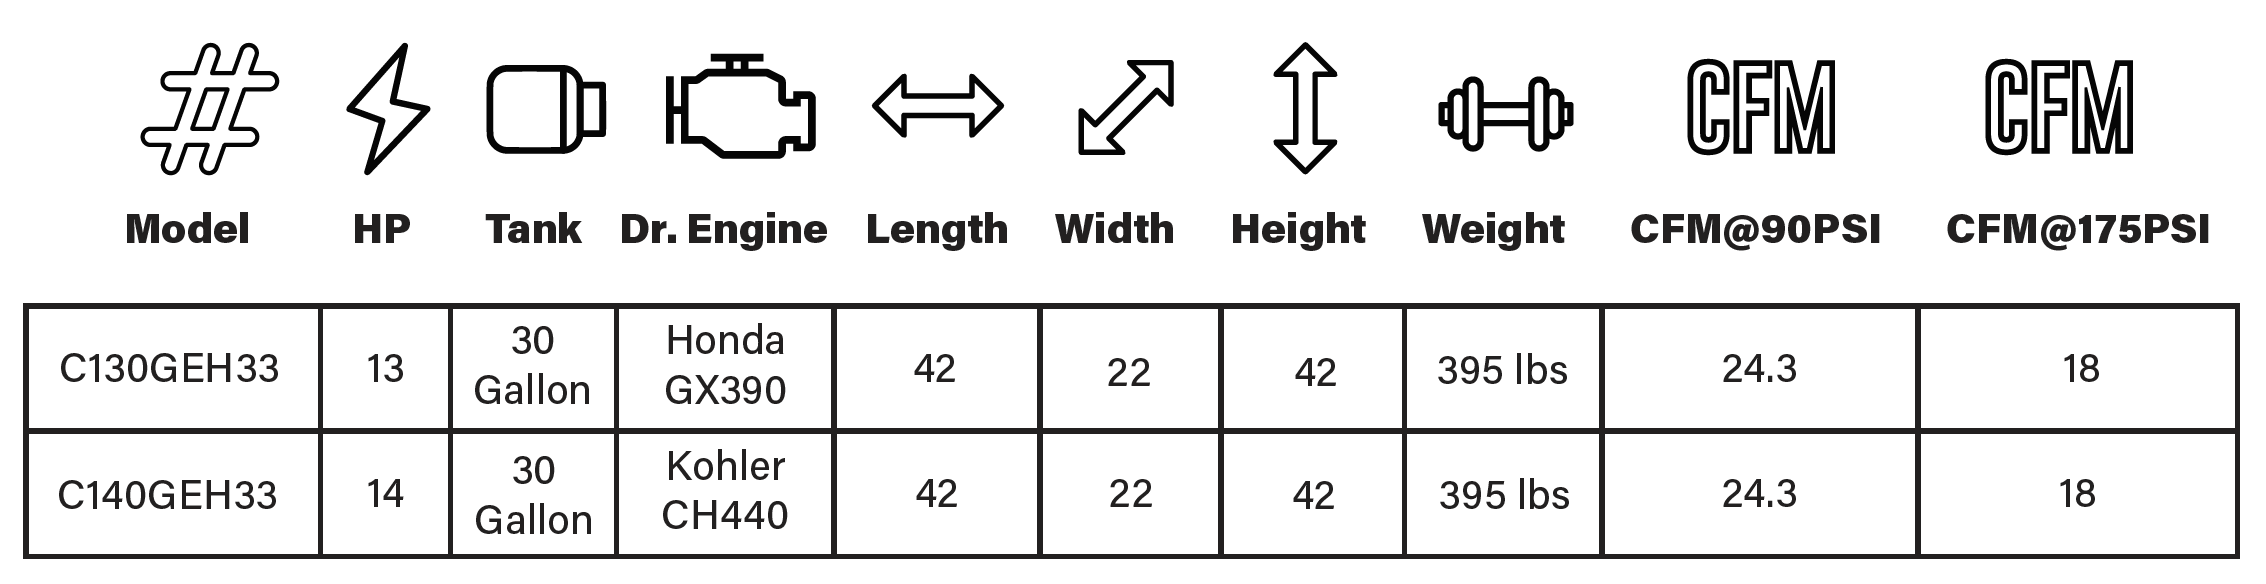 # CFM CFM
Model HP Tank Dr. Engine Length Width Height Weight CFM@90PSI CFM@175PSI
C130GEH33 13 30 Gallon Honda GX390 42 22 42 395 lbs 24.3 18
C140GEH33 14 30 Gallon Kohler CH440 42 22 42 395 lbs 24.3 18